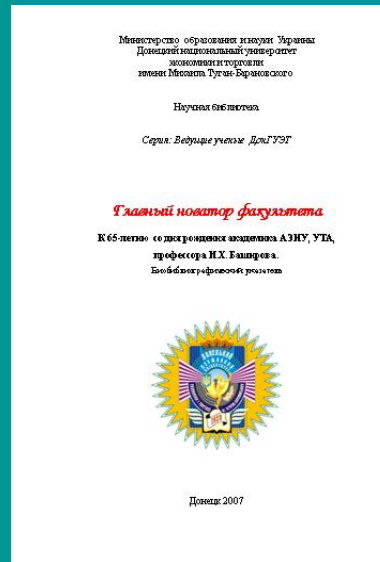 Министерство образования и науки Украины
Донецкий национальный университет
экономики и торговли
имени Михаила Туган-Барановского
Научная библиотека
Серия: Ведущие ученые ДонГУЭТ
Главный новатор факультета
К 65-летию со дня рождения академика АЭНУ, УТА,
профессора И.Х. Баширова.
Биобиблиографический указатель
Донецк 2007